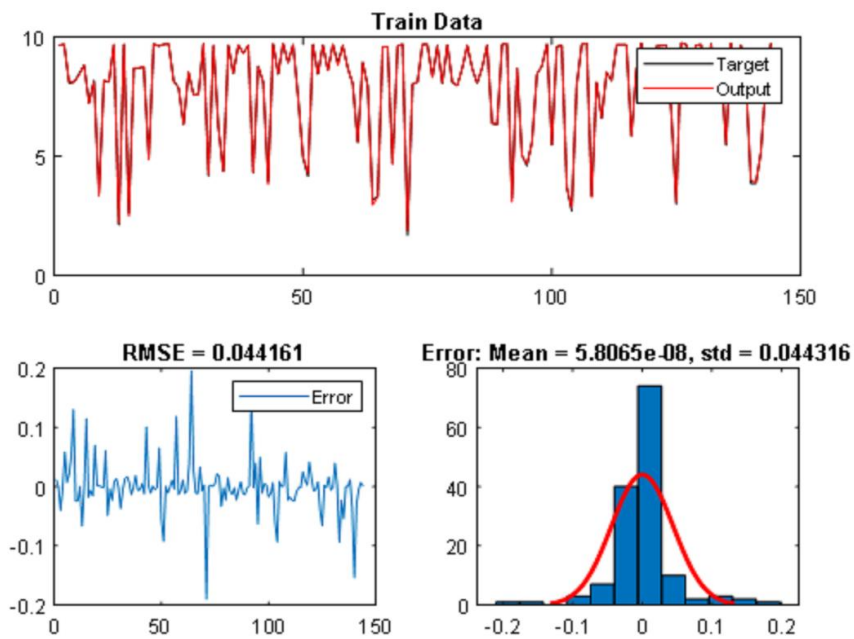 Train Data
10
5
0
0 50 100 150
Target
Output
RMSE = 0.044161
0.2
0.1
0
-0.1
-0.2
0 50 100 150
Error
Error: Mean = 5.8065e-08, std = 0.044316
80
60
40
20
0
-0.2 -0.1 0 0.1 0.2